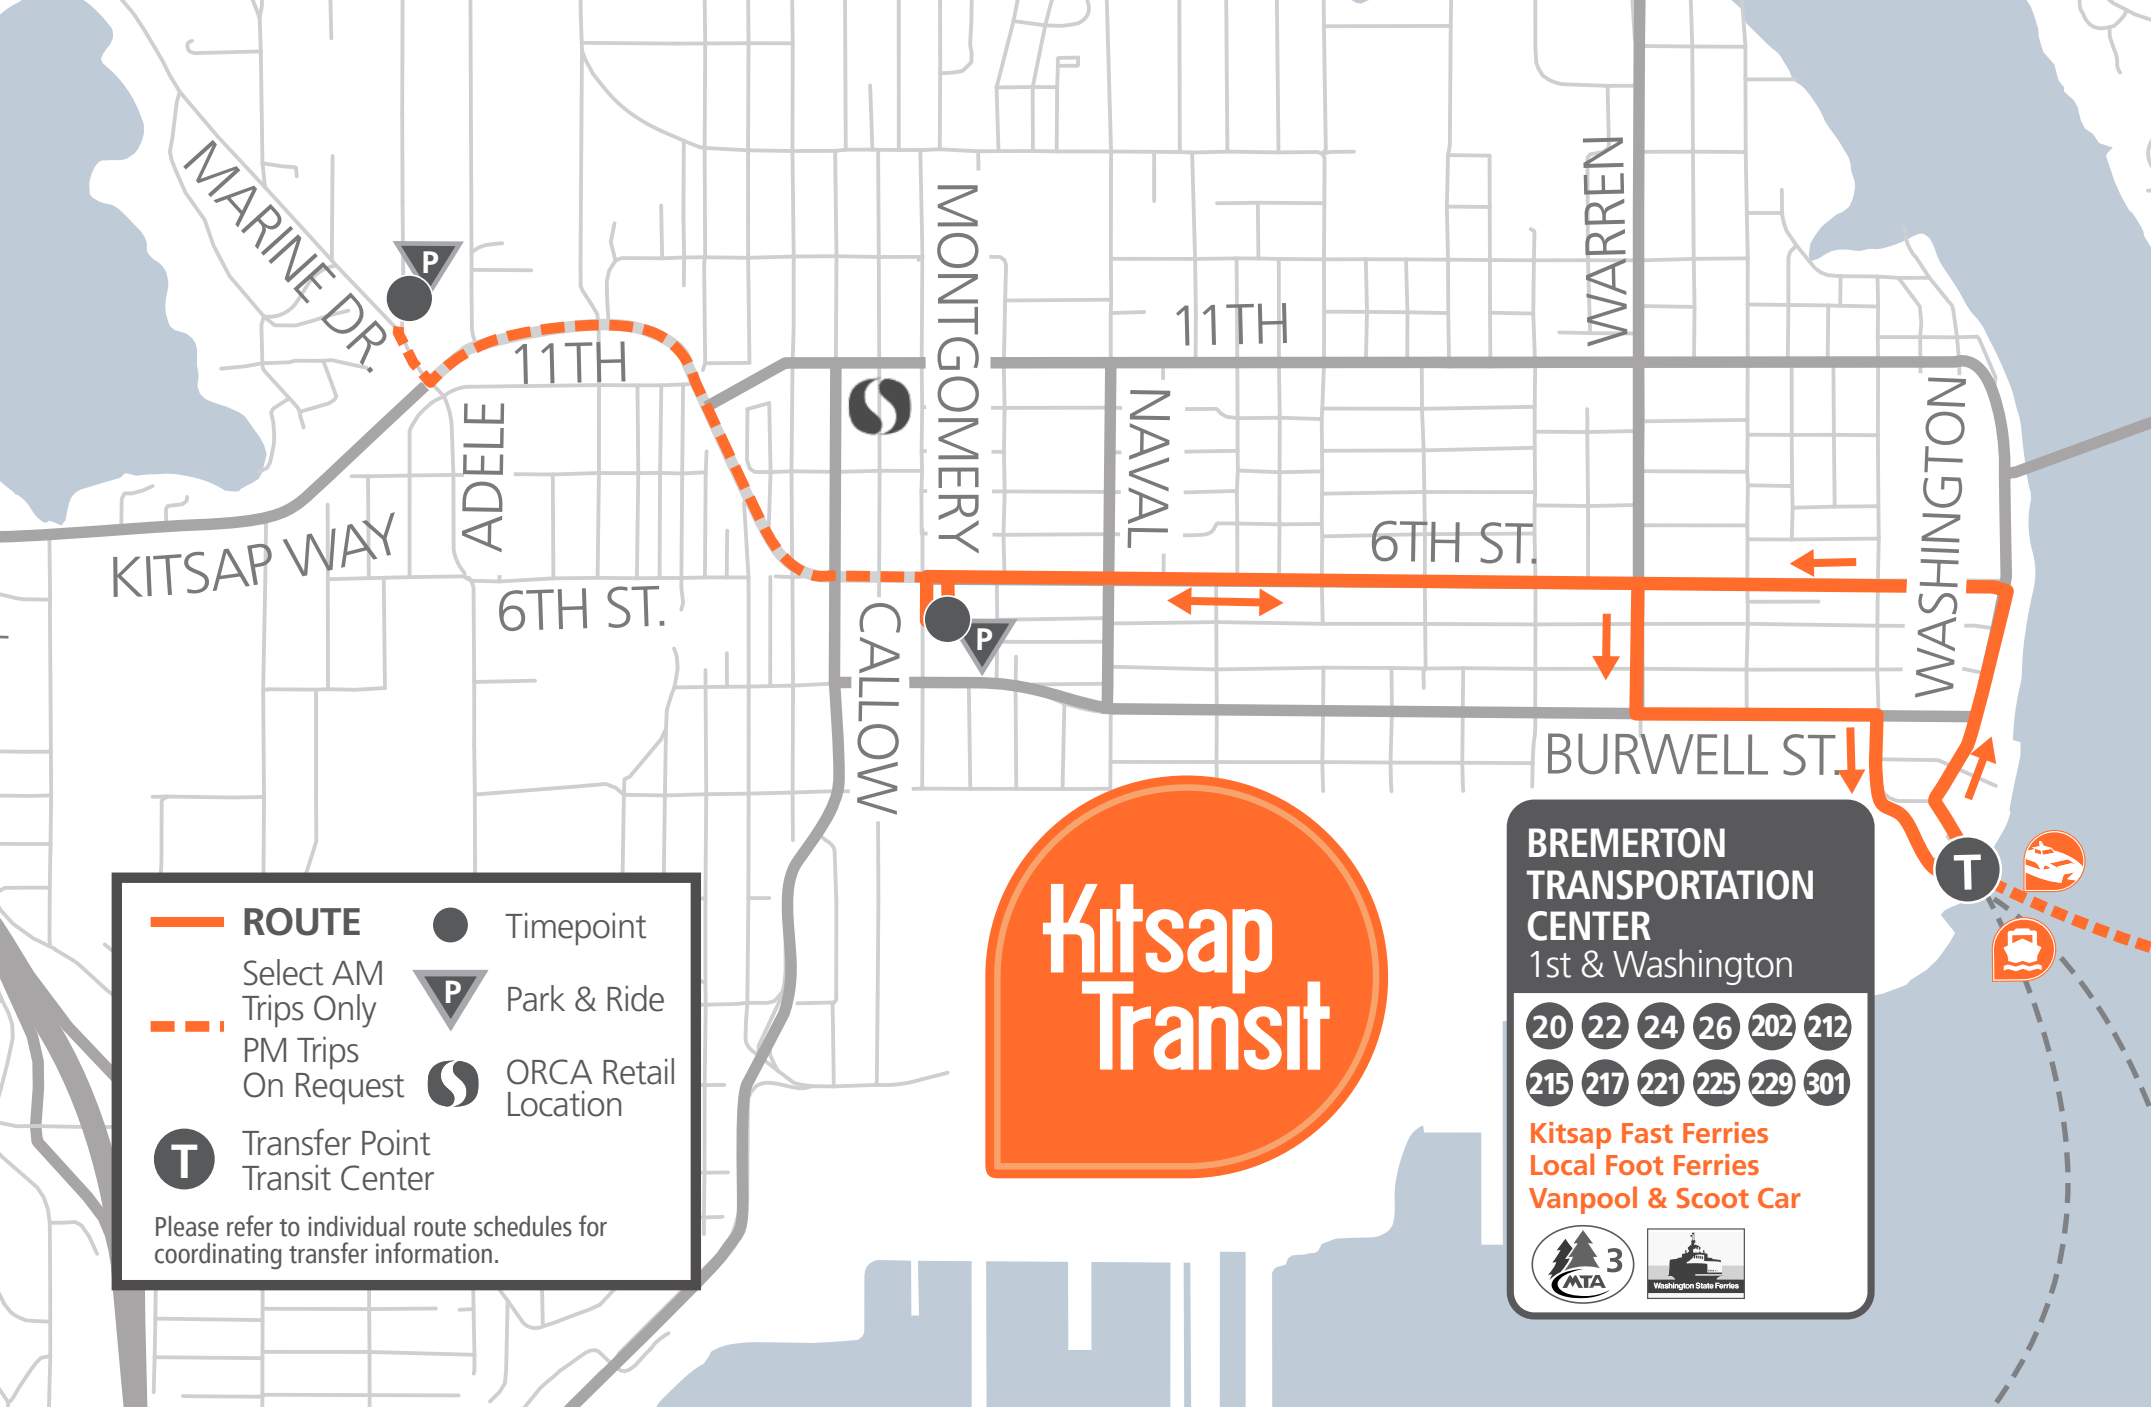 MARINE DR.
P
MONTGOMERY
WARREN
11TH
11TH
ADELE
NAVAL
WASHINGTON
KITSAP WAY
6TH ST.
6TH ST.
P
CALLOW
BURWELL ST.
T
Kitsap
Transit
BREMERTON
TRANSPORTATION
CENTER
1st & Washington
20 22 24 26 202 212
215 217 221 225 229 301
Kitsap Fast Ferries
Local Foot Ferries
Vanpool & Scoot Car
MTA 3
Washington State Ferries
ROUTE
Select AM
Trips Only
PM Trips
On Request
T
Transfer Point
Transit Center
Timepoint
P
Park & Ride
ORCA Retail
Location
Please refer to individual route schedules for
coordinating transfer information.